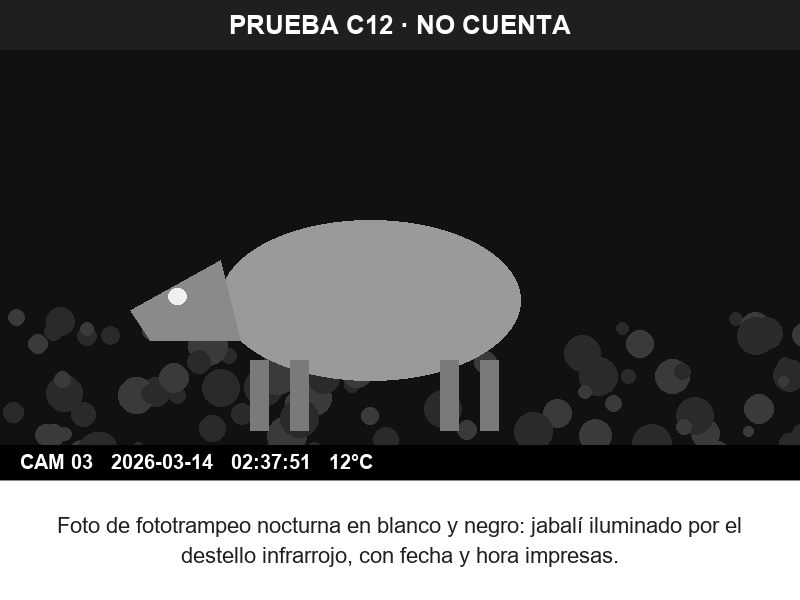 PRUEBA C12 · NO CUENTA
CAM 03 2026-03-14 02:37:51 12°C
Foto de fototrampeo nocturna en blanco y negro: jabalí iluminado por el
destello infrarrojo, con fecha y hora impresas.